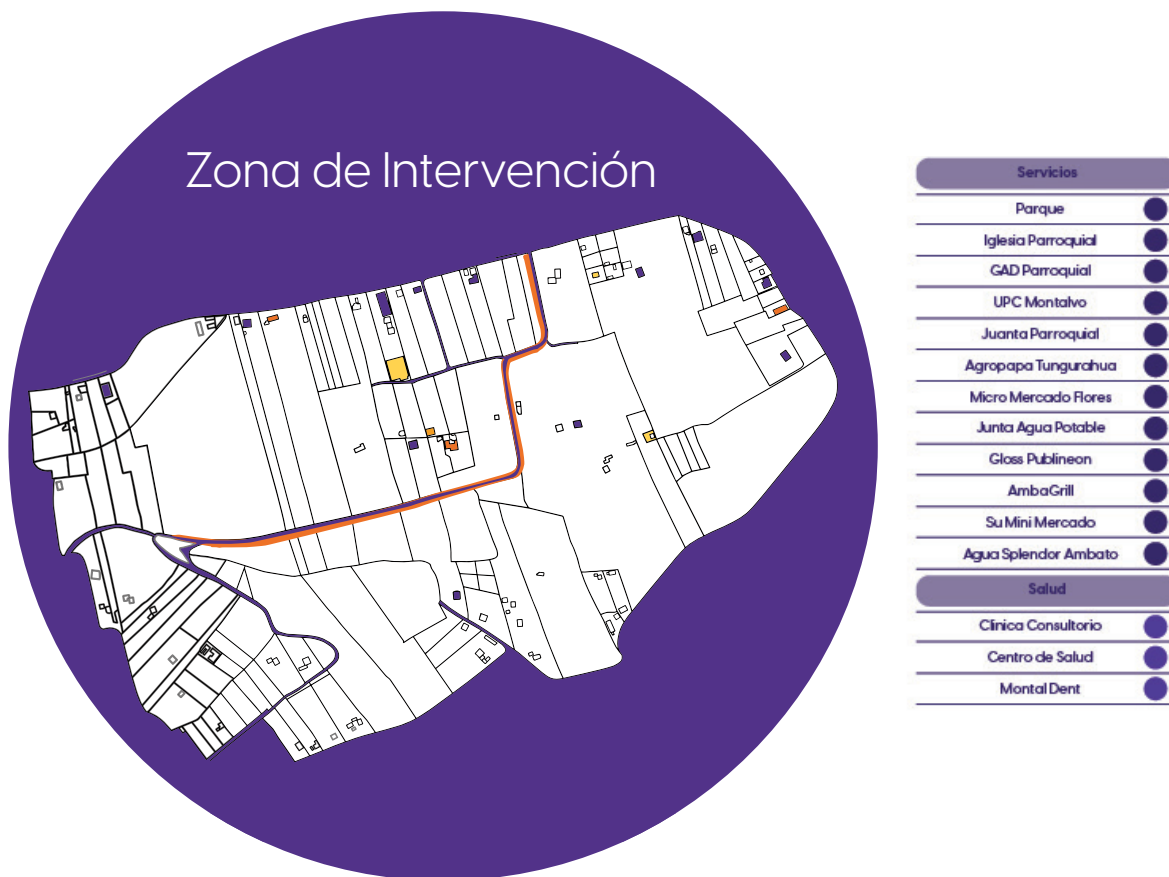 Zona de Intervención
Servicios
Parque
Iglesia Parroquial
GAD Parroquial
UPC Montalvo
Juanta Parroquial
Agropapa Tungurahua
Micro Mercado Flores
Junta Agua Potable
Gloss Publineon
AmbaGrill
Su Mini Mercado
Agua Splendor Ambato
Salud
Clínica Consultorio
Centro de Salud
Montal Dent